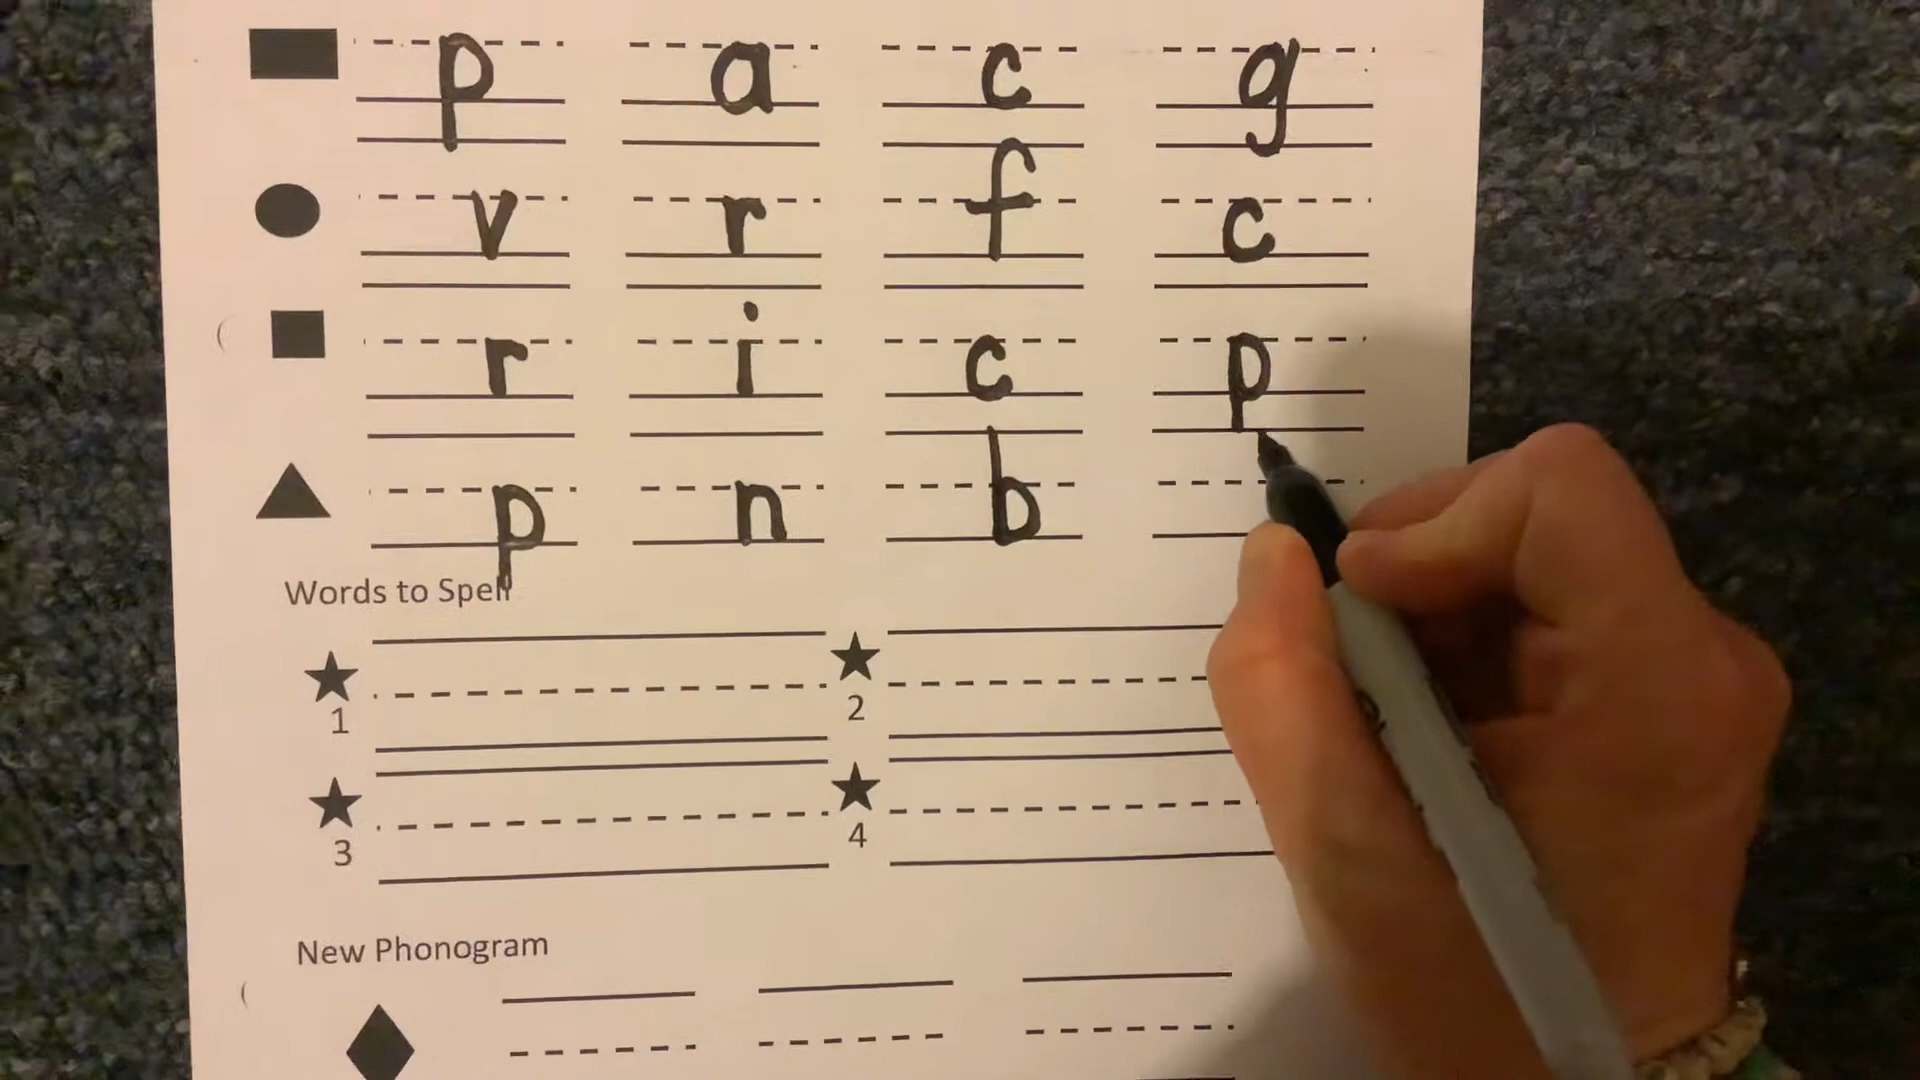 p a c g
v r f c
r i c p
p n b
Words to Spell
1 2
3 4
New Phonogram